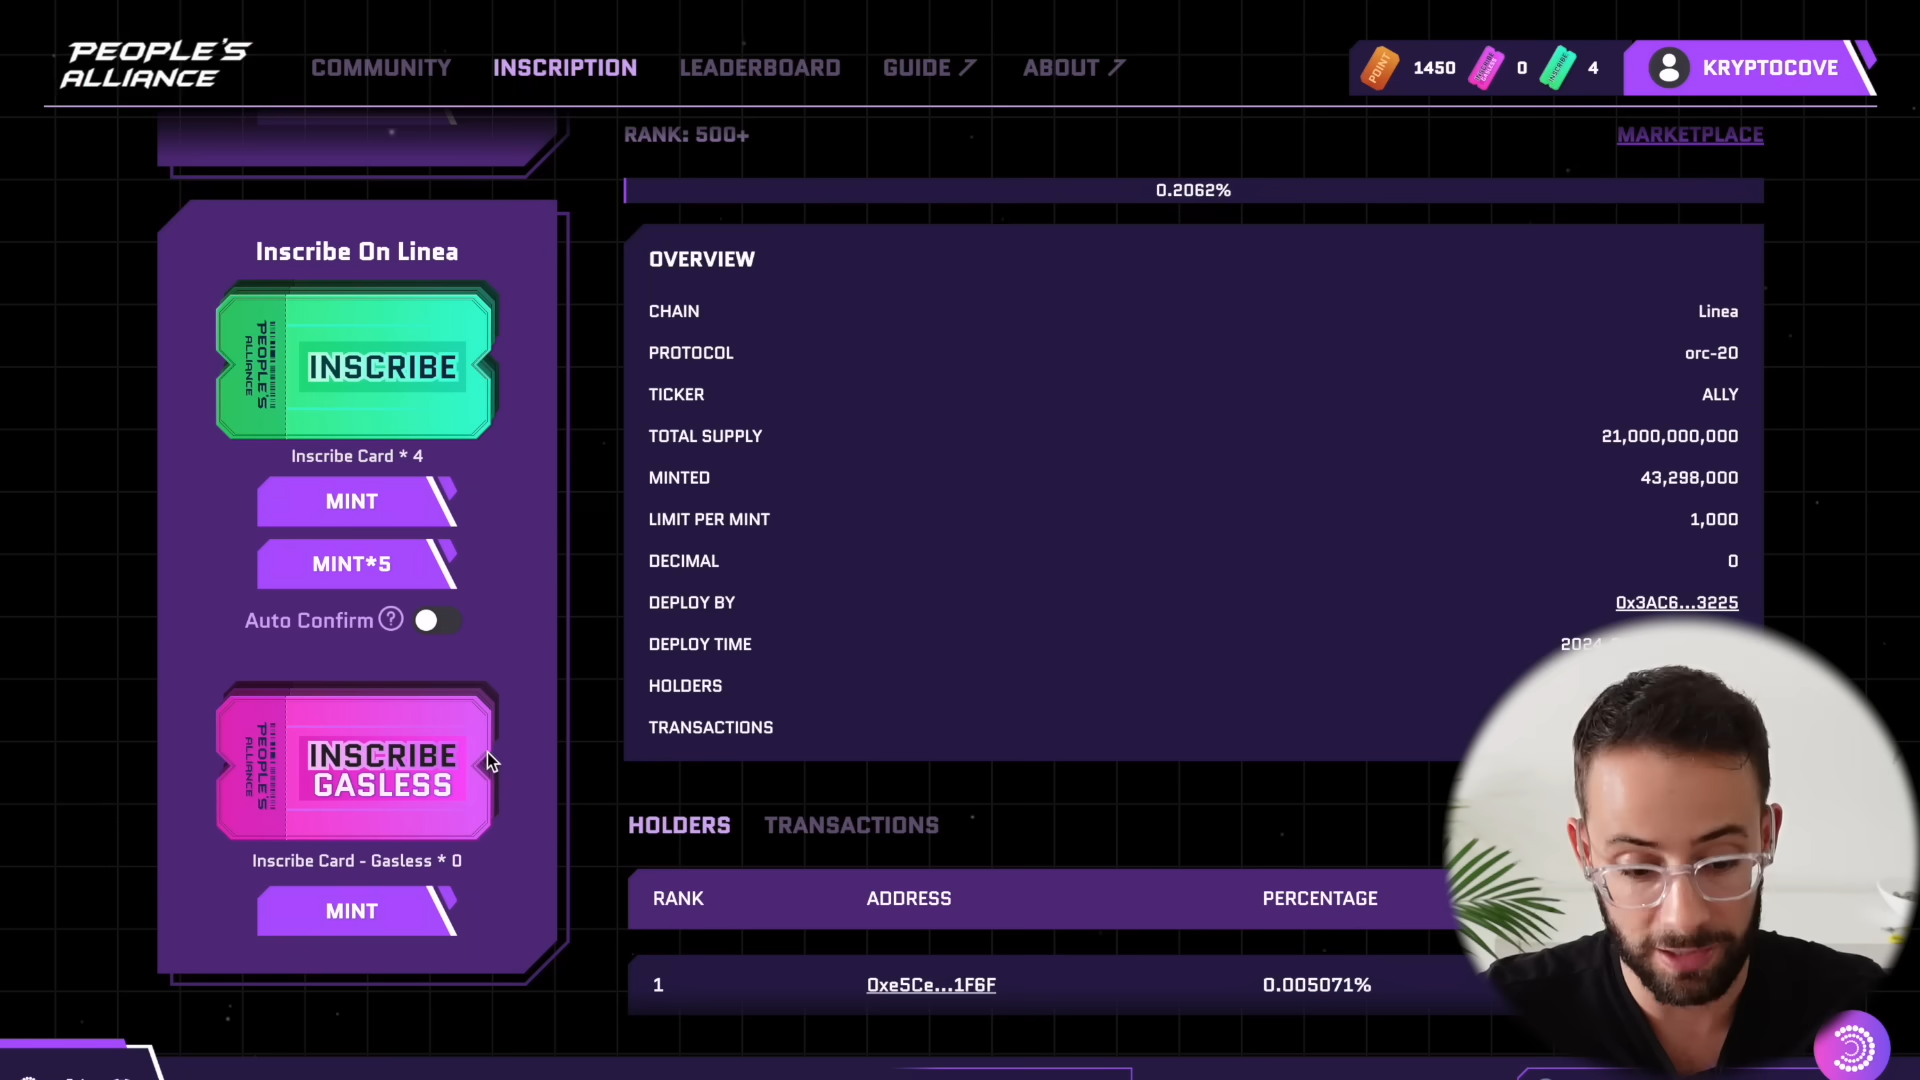 PEOPLE'S
ALLIANCE
COMMUNITY
INSCRIPTION
LEADERBOARD
GUIDE
ABOUT
POINT
1450
INSCRIBE
GASLESS
0
INSCRIBE
4
KRYPTOCOVE
RANK: 500+
MARKETPLACE
0.2062%
Inscribe On Linea
PEOPLE'S
ALLIANCE
INSCRIBE
Inscribe Card * 4
MINT
MINT*5
Auto Confirm ?
PEOPLE'S
ALLIANCE
INSCRIBE
GASLESS
Inscribe Card - Gasless * 0
MINT
OVERVIEW
CHAIN Linea
PROTOCOL orc-20
TICKER ALLY
TOTAL SUPPLY 21,000,000,000
MINTED 43,298,000
LIMIT PER MINT 1,000
DECIMAL 0
DEPLOY BY 0x3AC6...3225
DEPLOY TIME
HOLDERS
TRANSACTIONS
HOLDERS TRANSACTIONS
RANK ADDRESS PERCENTAGE
1 0xe5Ce...1F6F 0.005071%